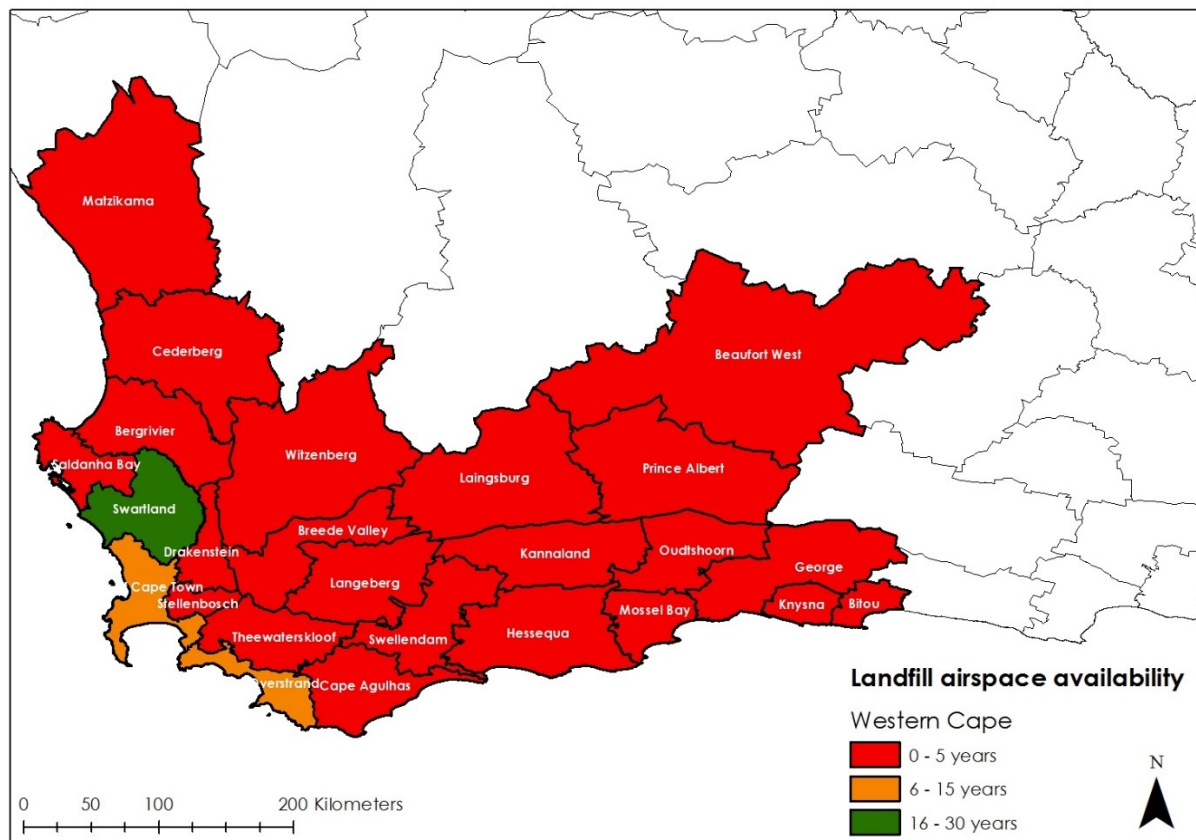 Matzikama
Cederberg
Beaufort West
Bergrivier
Witzenberg
Saldanha Bay
Laingsburg
Prince Albert
Swartland
Breede Valley
Drakenstein
Kannaland
Oudtshoorn
George
Langeberg
Cape Town
Stellenbosch
Knysna
Bitou
Mossel Bay
Theewaterskloof
Swellendam
Hessequa
Overstrand
Cape Agulhas
Landfill airspace availability
Western Cape
0 - 5 years
6 - 15 years
16 - 30 years
N
0 50 100 200 Kilometers